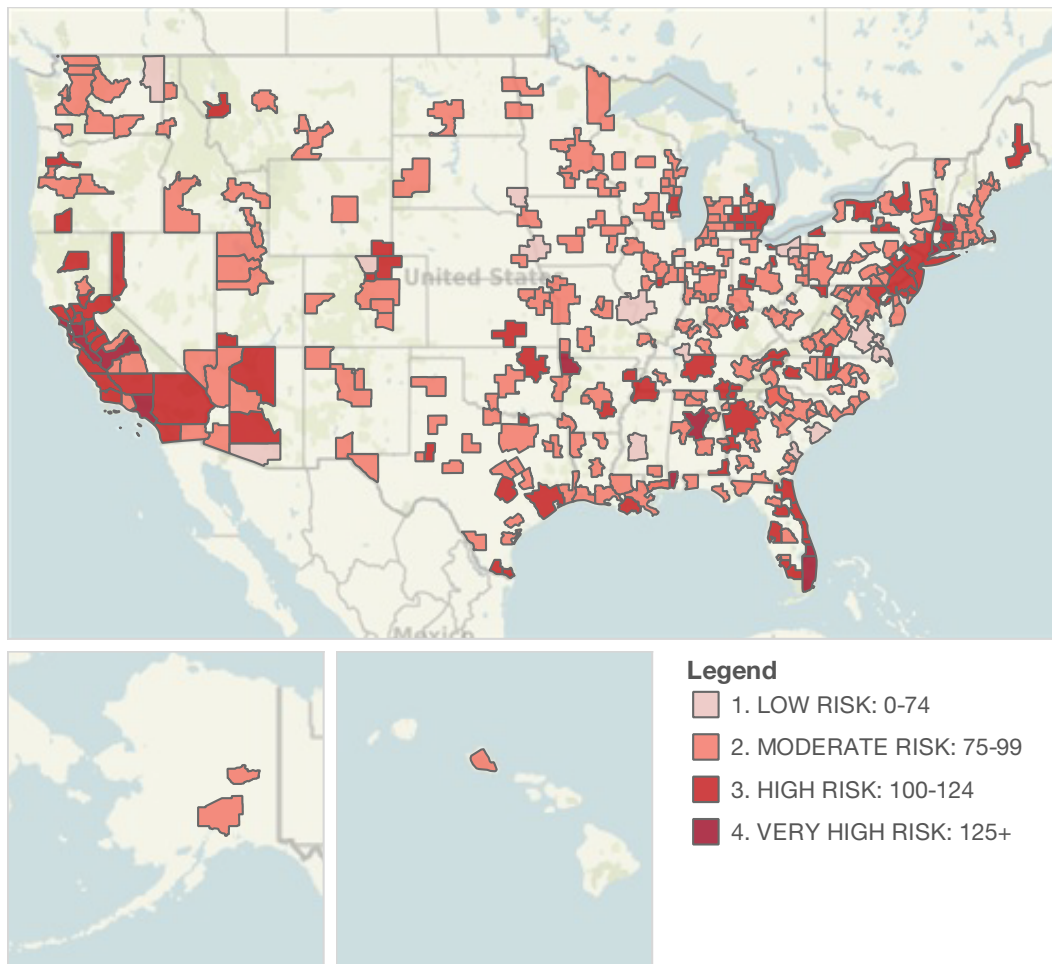 United States
Mexico
Legend
1. LOW RISK: 0-74
2. MODERATE RISK: 75-99
3. HIGH RISK: 100-124
4. VERY HIGH RISK: 125+